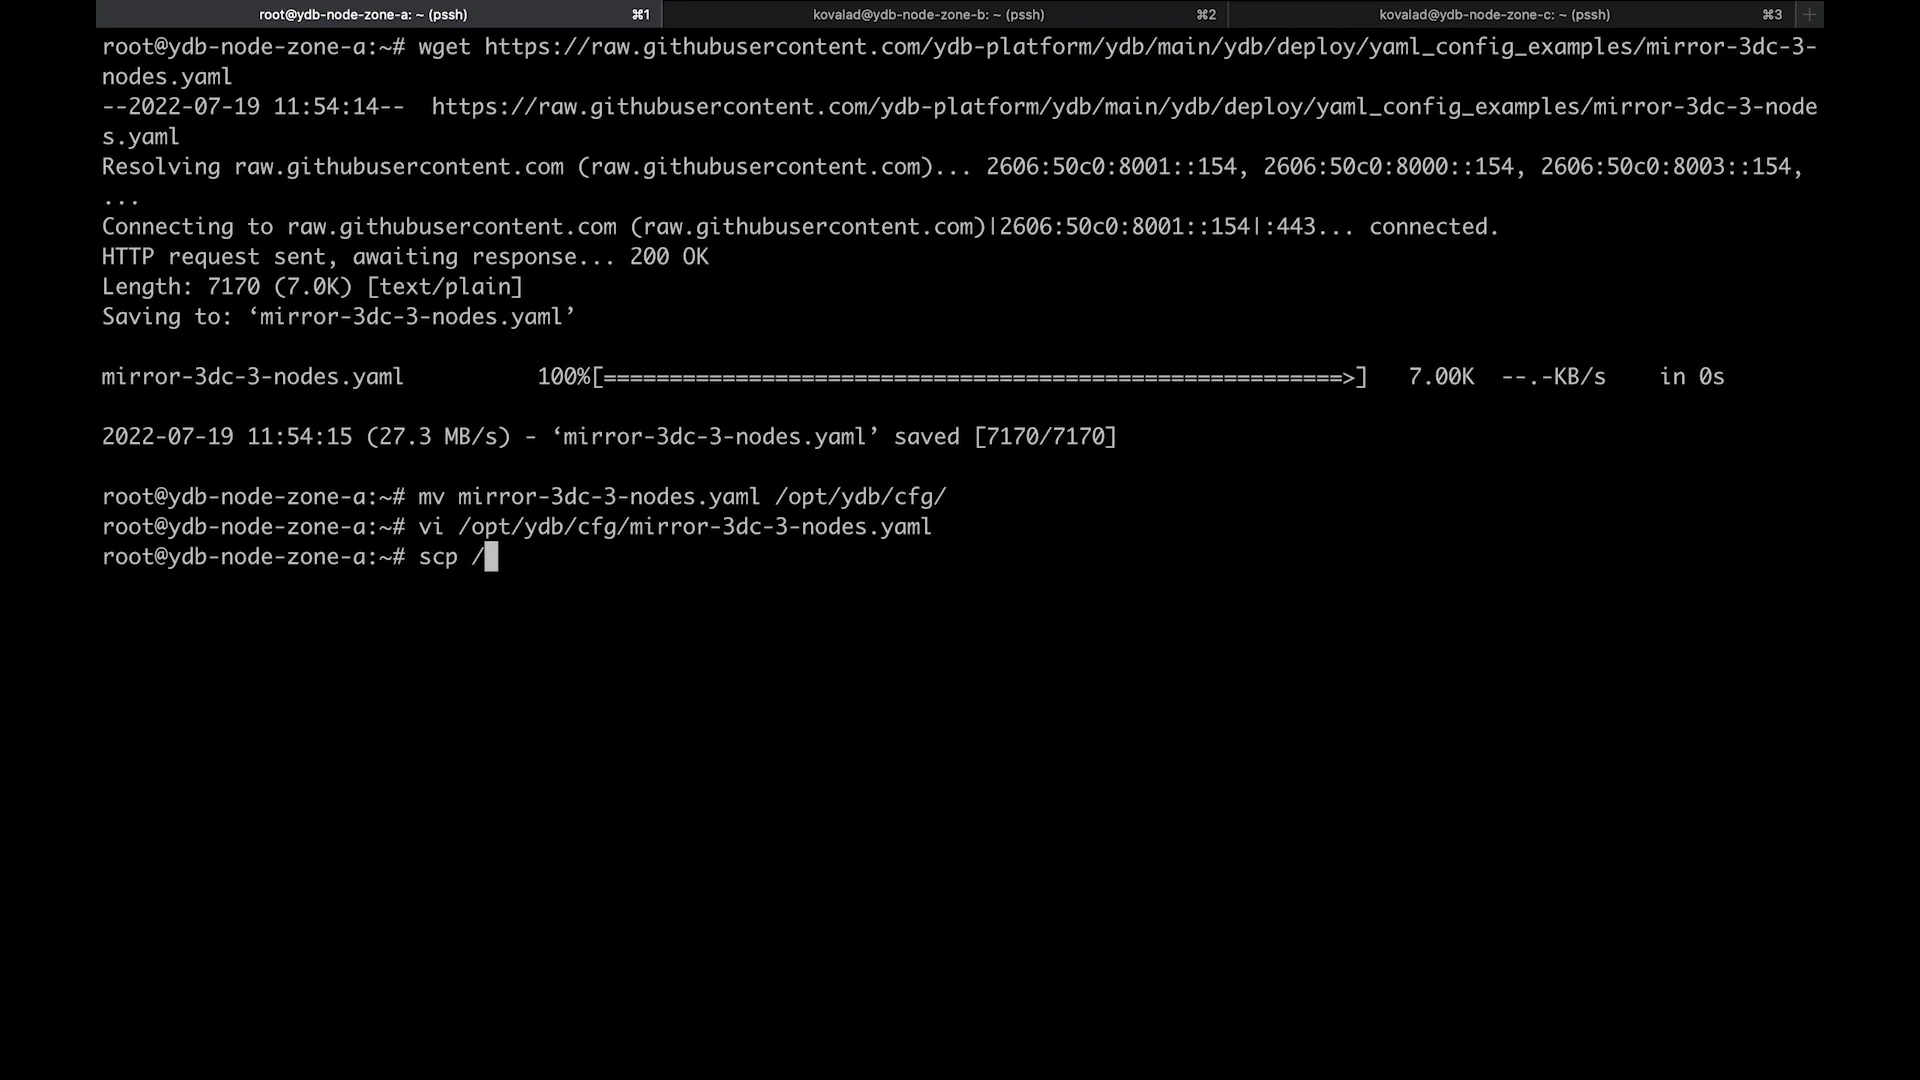 root@ydb-node-zone-a: ~ (pssh) ⌘1 kovalad@ydb-node-zone-b: ~ (pssh) ⌘2 kovalad@ydb-node-zone-c: ~ (pssh) ⌘3 +
root@ydb-node-zone-a:~# wget https://raw.githubusercontent.com/ydb-platform/ydb/main/ydb/deploy/yaml_config_examples/mirror-3dc-3-
nodes.yaml
--2022-07-19 11:54:14--  https://raw.githubusercontent.com/ydb-platform/ydb/main/ydb/deploy/yaml_config_examples/mirror-3dc-3-node
s.yaml
Resolving raw.githubusercontent.com (raw.githubusercontent.com)... 2606:50c0:8001::154, 2606:50c0:8000::154, 2606:50c0:8003::154,
...
Connecting to raw.githubusercontent.com (raw.githubusercontent.com)|2606:50c0:8001::154|:443... connected.
HTTP request sent, awaiting response... 200 OK
Length: 7170 (7.0K) [text/plain]
Saving to: ‘mirror-3dc-3-nodes.yaml’
mirror-3dc-3-nodes.yaml 100%[========================================================>] 7.00K --.-KB/s in 0s
2022-07-19 11:54:15 (27.3 MB/s) - ‘mirror-3dc-3-nodes.yaml’ saved [7170/7170]
root@ydb-node-zone-a:~# mv mirror-3dc-3-nodes.yaml /opt/ydb/cfg/
root@ydb-node-zone-a:~# vi /opt/ydb/cfg/mirror-3dc-3-nodes.yaml
root@ydb-node-zone-a:~# scp /